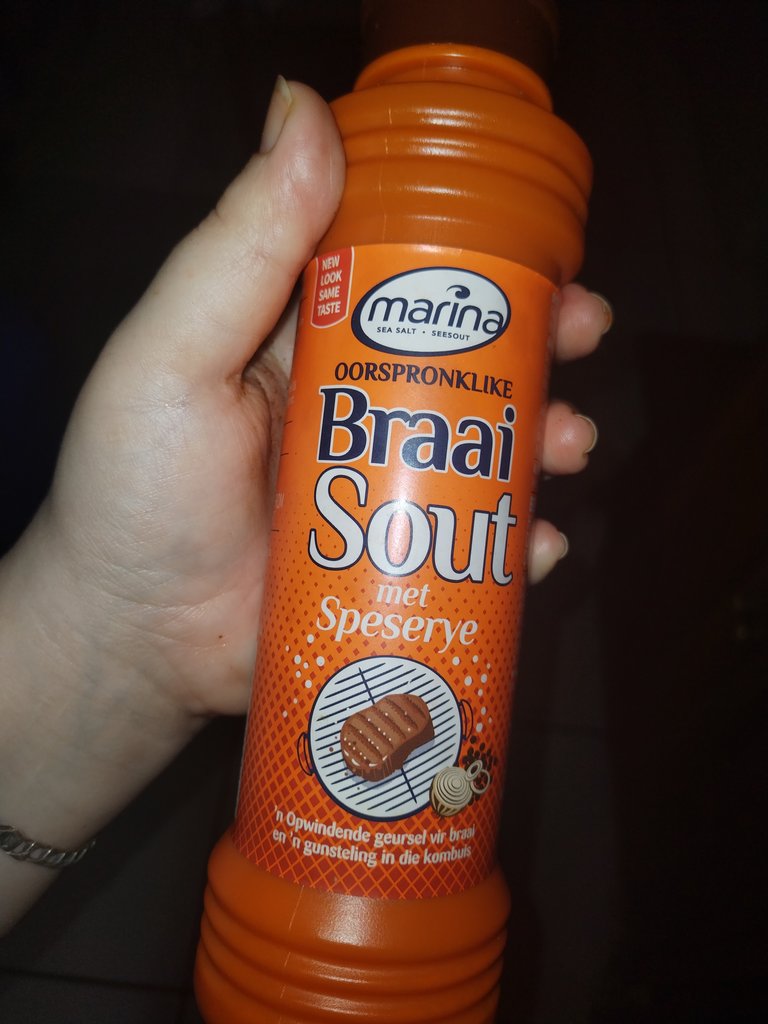 NEW
LOOK
SAME
TASTE
marina
SEA SALT • SEESOUT
OORSPRONKLIKE
Braai
Sout
met
Speserye
'n Opwindende geursel vir braai
en 'n gunsteling in die kombuis